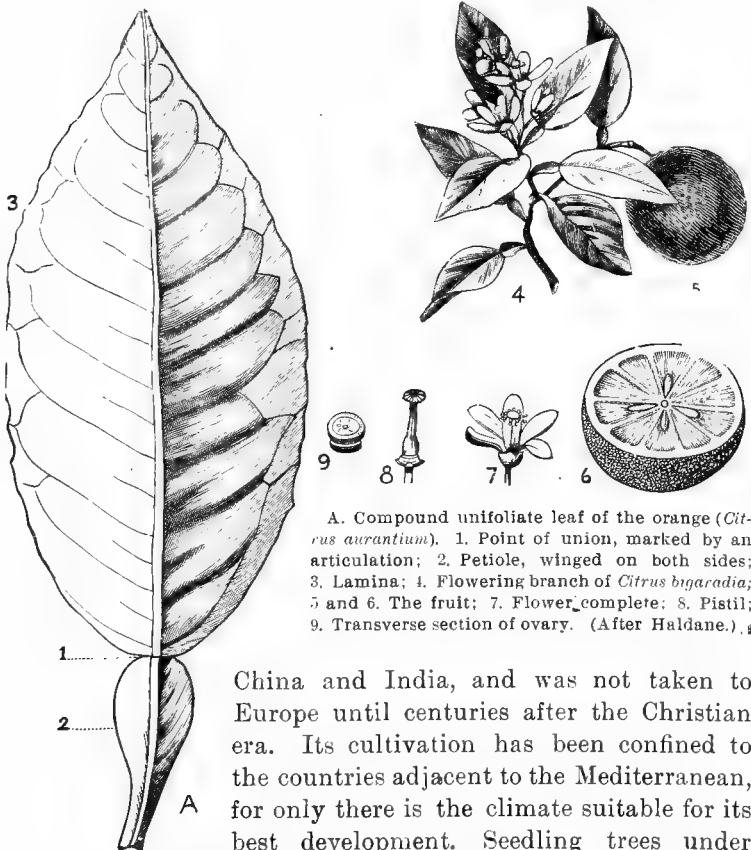 3
4
5
9
8
7
6
A. Compound unifoliate leaf of the orange (Cit-
rus aurantium). 1. Point of union, marked by an
articulation; 2. Petiole, winged on both sides;
3. Lamina; 4. Flowering branch of Citrus bigaradia;
5 and 6. The fruit; 7. Flower complete; 8. Pistil;
9. Transverse section of ovary. (After Haldane.)
1
2
A
China and India, and was not taken to
Europe until centuries after the Christian
era. Its cultivation has been confined to
the countries adjacent to the Mediterranean,
for only there is the climate suitable for its
best development. Seedling trees under